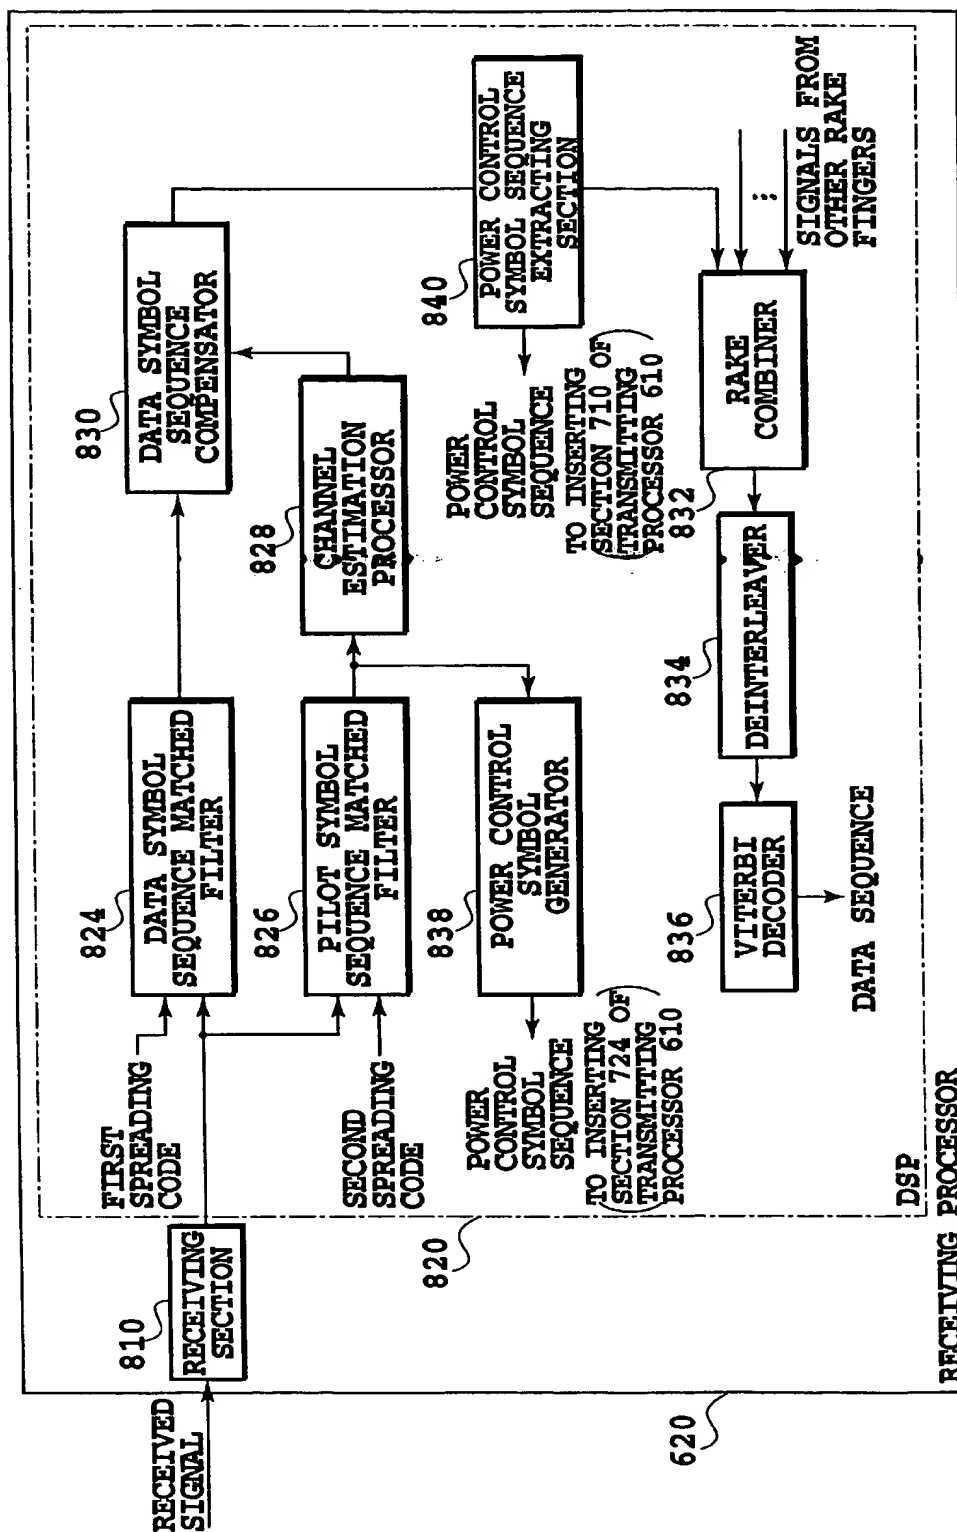 RECEIVED
SIGNAL
810
RECEIVING
SECTION
FIRST
SPREADING
CODE
824
DATA SYMBOL
SEQUENCE MATCHED
FILTER
830
DATA SYMBOL
SEQUENCE
COMPENSATOR
SECOND
SPREADING
CODE
826
PILOT SYMBOL
SEQUENCE MATCHED
FILTER
828
CHANNEL
ESTIMATION
PROCESSOR
838
POWER CONTROL
SYMBOL
GENERATOR
POWER
CONTROL
SYMBOL
SEQUENCE
(TO INSERTING
SECTION 724 OF
TRANSMITTING
PROCESSOR 610)
840
POWER CONTROL
SYMBOL SEQUENCE
EXTRACTING
SECTION
POWER
CONTROL
SYMBOL
SEQUENCE
(TO INSERTING
SECTION 710 OF
TRANSMITTING
PROCESSOR 610)
832
RAKE
COMBINER
SIGNALS FROM
OTHER RAKE
FINGERS
834
DEINTERLEAVER
836
VITERBI
DECODER
DATA SEQUENCE
820
DSP
620
RECEIVING PROCESSOR